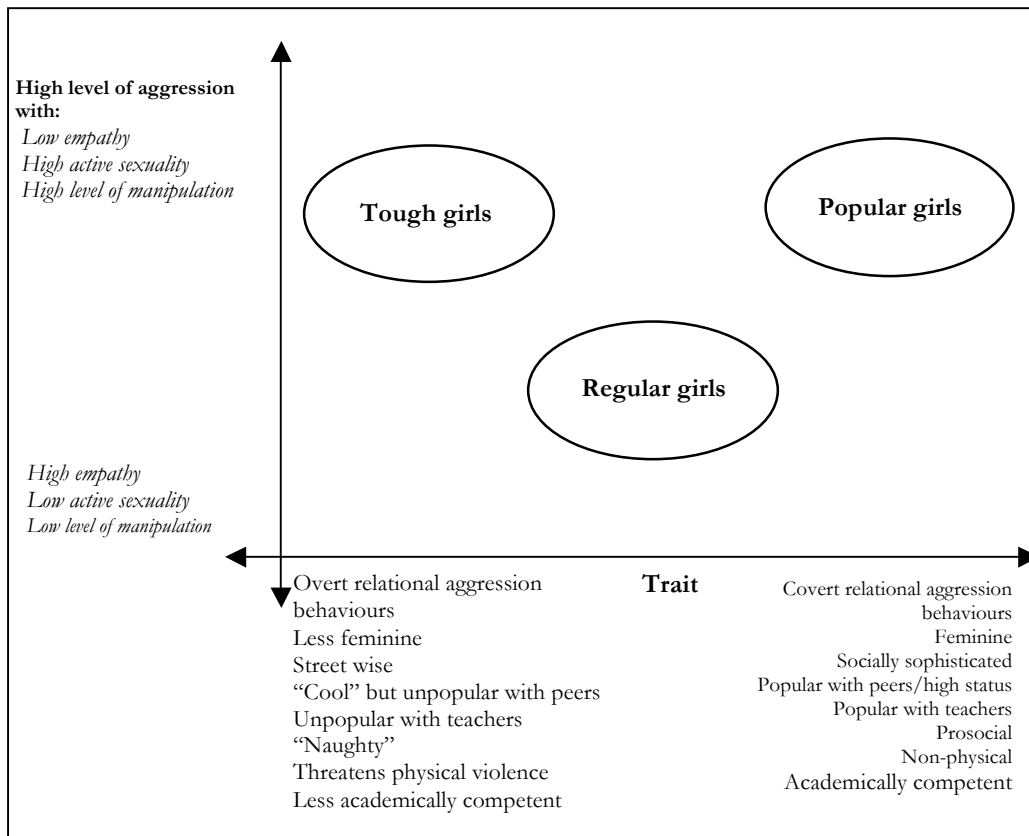 High level of aggression
with:
Low empathy
High active sexuality
High level of manipulation
Tough girls
Popular girls
Regular girls
High empathy
Low active sexuality
Low level of manipulation
Trait
Overt relational aggression
behaviours
Less feminine
Street wise
“Cool” but unpopular with peers
Unpopular with teachers
“Naughty”
Threatens physical violence
Less academically competent
Covert relational aggression
behaviours
Feminine
Socially sophisticated
Popular with peers/high status
Popular with teachers
Prosocial
Non-physical
Academically competent